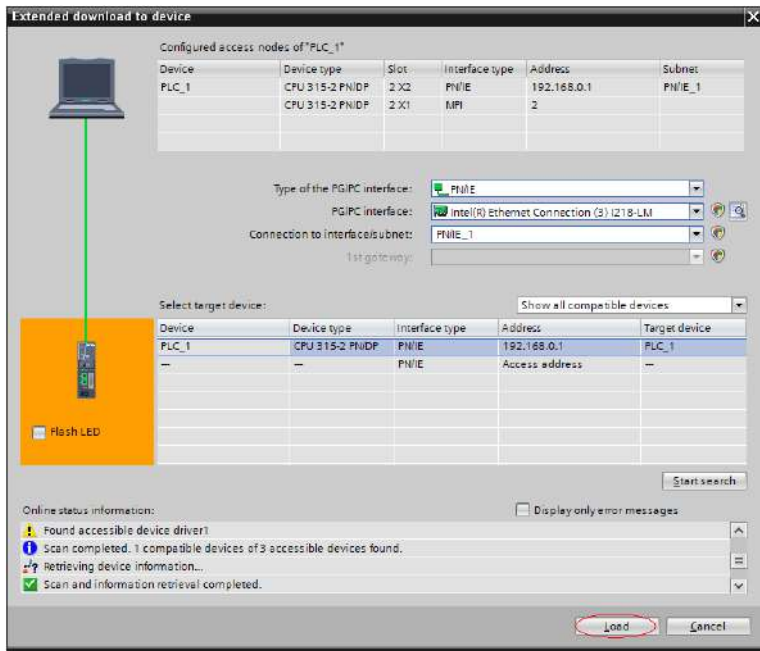 Extended download to device
Configured access nodes of "PLC_1"
Device Device type Slot Interface type Address Subnet
PLC_1 CPU 315-2 PN/DP 2 X2 PN/IE 192.168.0.1 PN/IE_1
CPU 315-2 PN/DP 2 X1 MPI 2
Type of the PG/PC interface: PN/IE
PG/PC interface: Intel(R) Ethernet Connection (3) I218-LM
Connection to interface/subnet: PN/IE_1
1st gateway:
Select target device: Show all compatible devices
Device Device type Interface type Address Target device
PLC_1 CPU 315-2 PN/DP PN/IE 192.168.0.1 PLC_1
— — PN/IE Access address —
Flash LED
Start search
Online status information: Display only error messages
Found accessible device driver1
Scan completed. 1 compatible devices of 3 accessible devices found.
Retrieving device information...
Scan and information retrieval completed.
Load Cancel